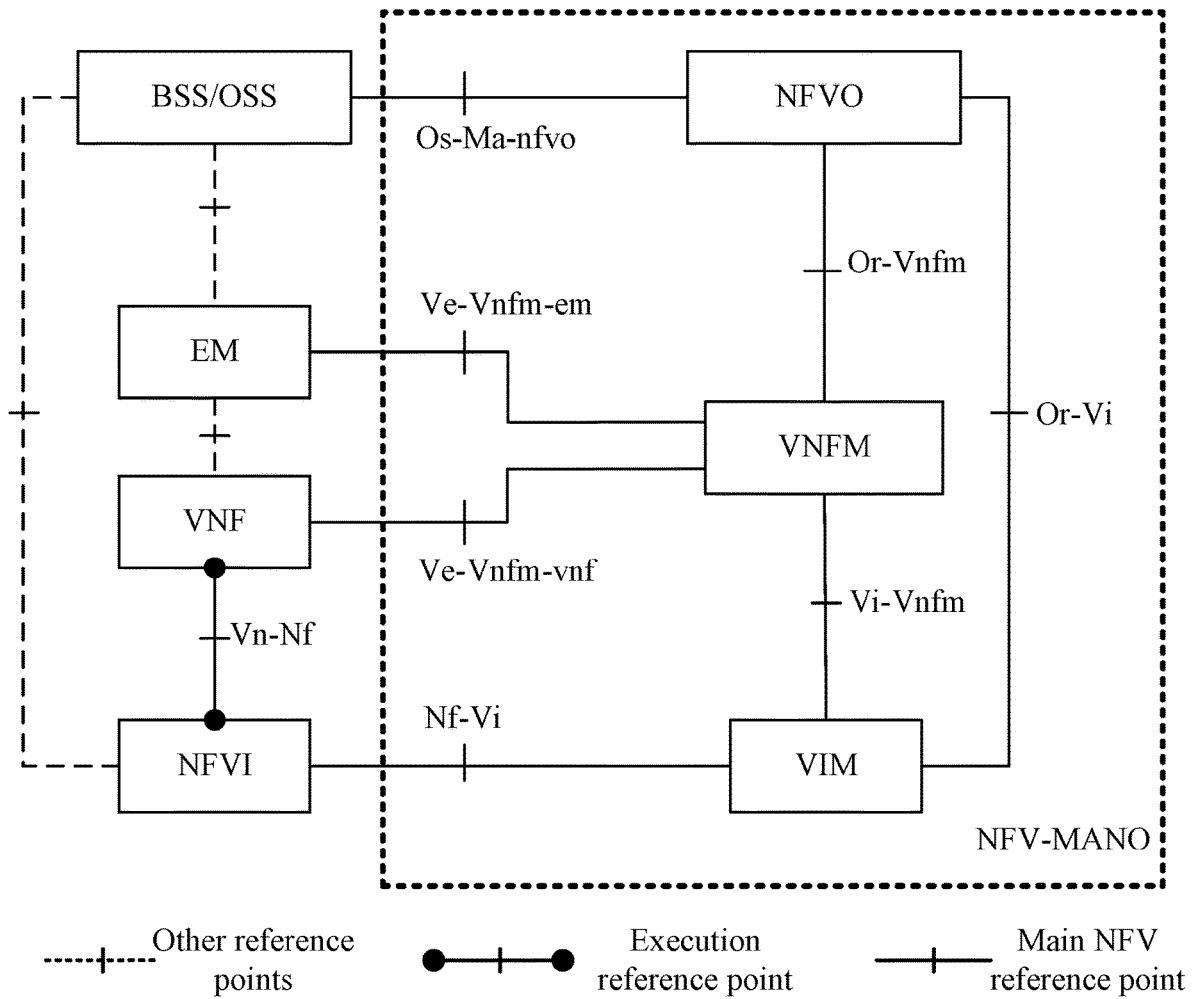 BSS/OSS
NFVO
Os-Ma-nfvo
Or-Vnfm
Ve-Vnfm-em
EM
VNFM
Or-Vi
VNF
Ve-Vnfm-vnf
Vi-Vnfm
Vn-Nf
Nf-Vi
NFVI
VIM
NFV-MANO
Other reference
points
Execution
reference point
Main NFV
reference point